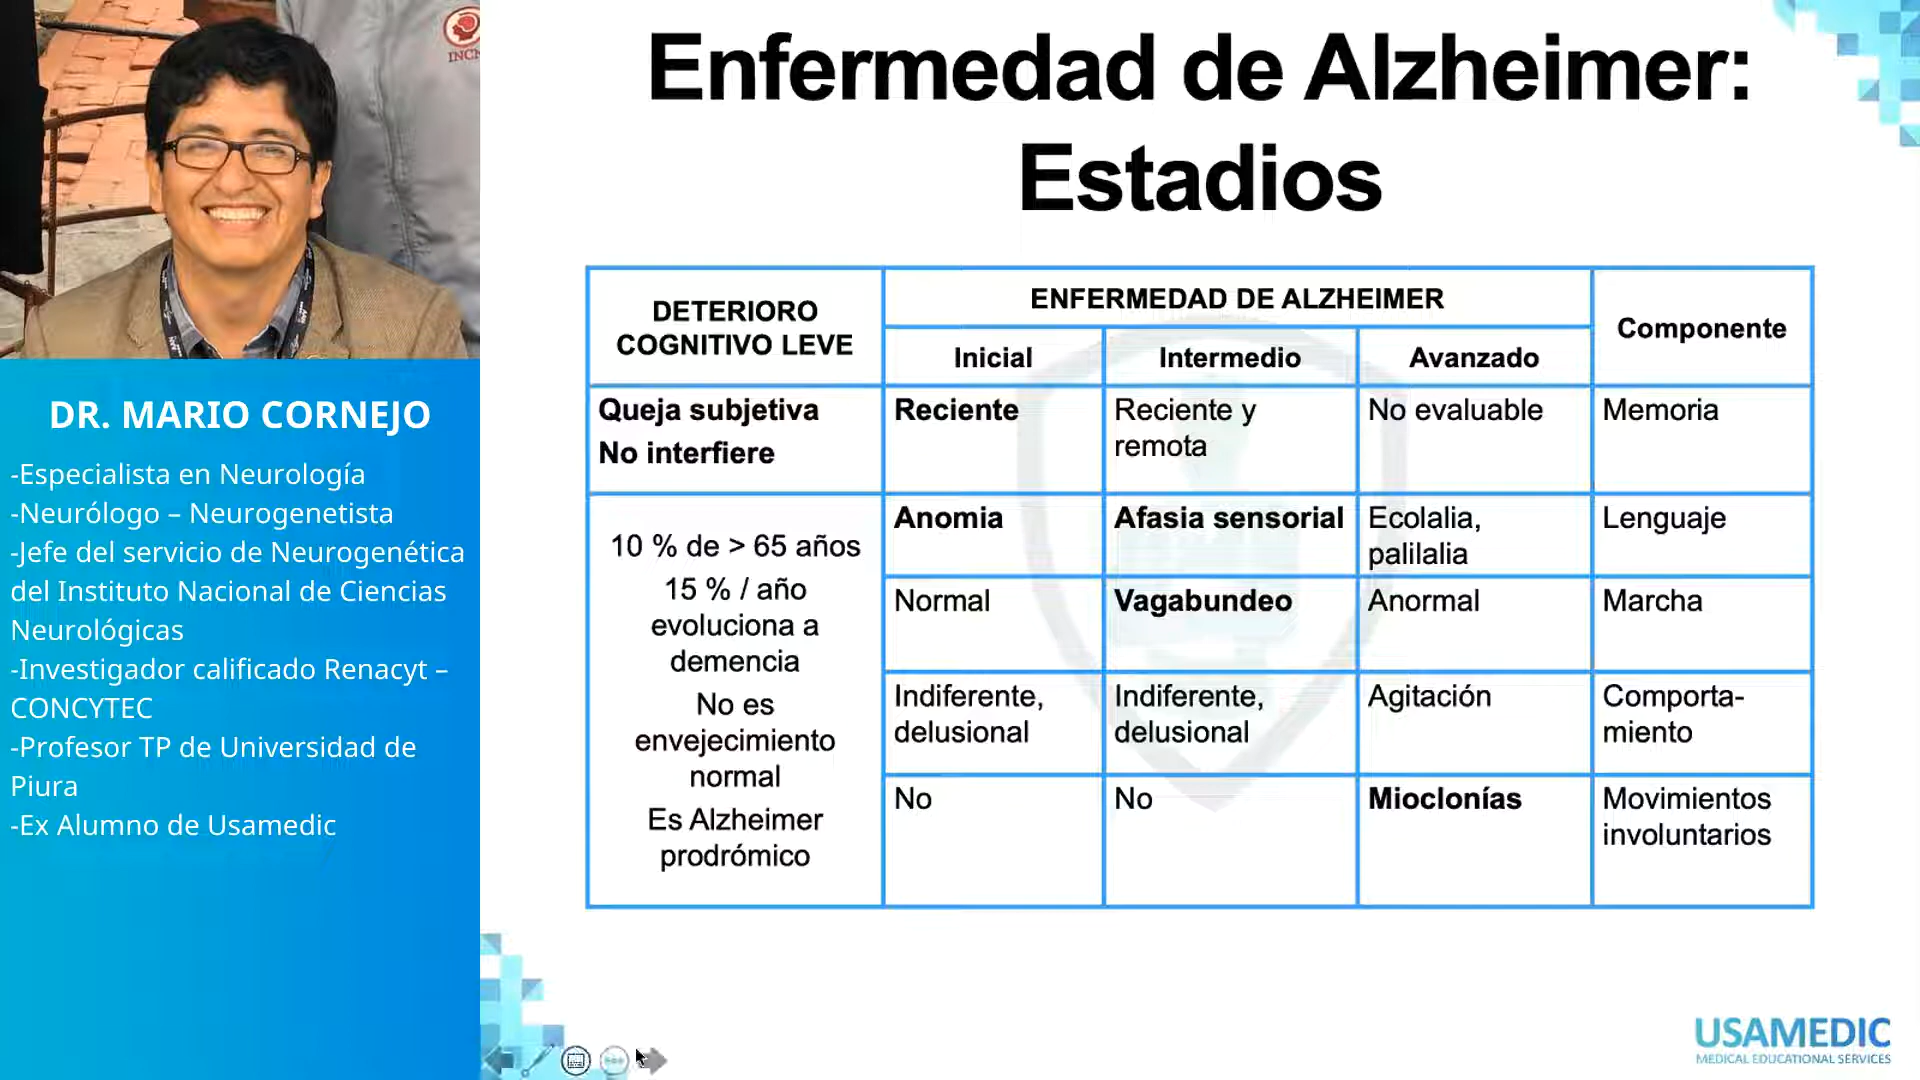 INCN
DR. MARIO CORNEJO
-Especialista en Neurología
-Neurólogo – Neurogenetista
-Jefe del servicio de Neurogenética
del Instituto Nacional de Ciencias
Neurológicas
-Investigador calificado Renacyt –
CONCYTEC
-Profesor TP de Universidad de
Piura
-Ex Alumno de Usamedic
Enfermedad de Alzheimer:
Estadios
DETERIORO
COGNITIVO LEVE
ENFERMEDAD DE ALZHEIMER
Componente
Inicial
Intermedio
Avanzado
Queja subjetiva
No interfiere
Reciente
Reciente y
remota
No evaluable
Memoria
10 % de > 65 años
15 % / año
evoluciona a
demencia
No es
envejecimiento
normal
Es Alzheimer
prodrómico
Anomia
Afasia sensorial
Ecolalia,
palilalia
Lenguaje
Normal
Vagabundeo
Anormal
Marcha
Indiferente,
delusional
Indiferente,
delusional
Agitación
Comporta-
miento
No
No
Mioclonías
Movimientos
involuntarios
USAMEDIC
MEDICAL EDUCATIONAL SERVICES